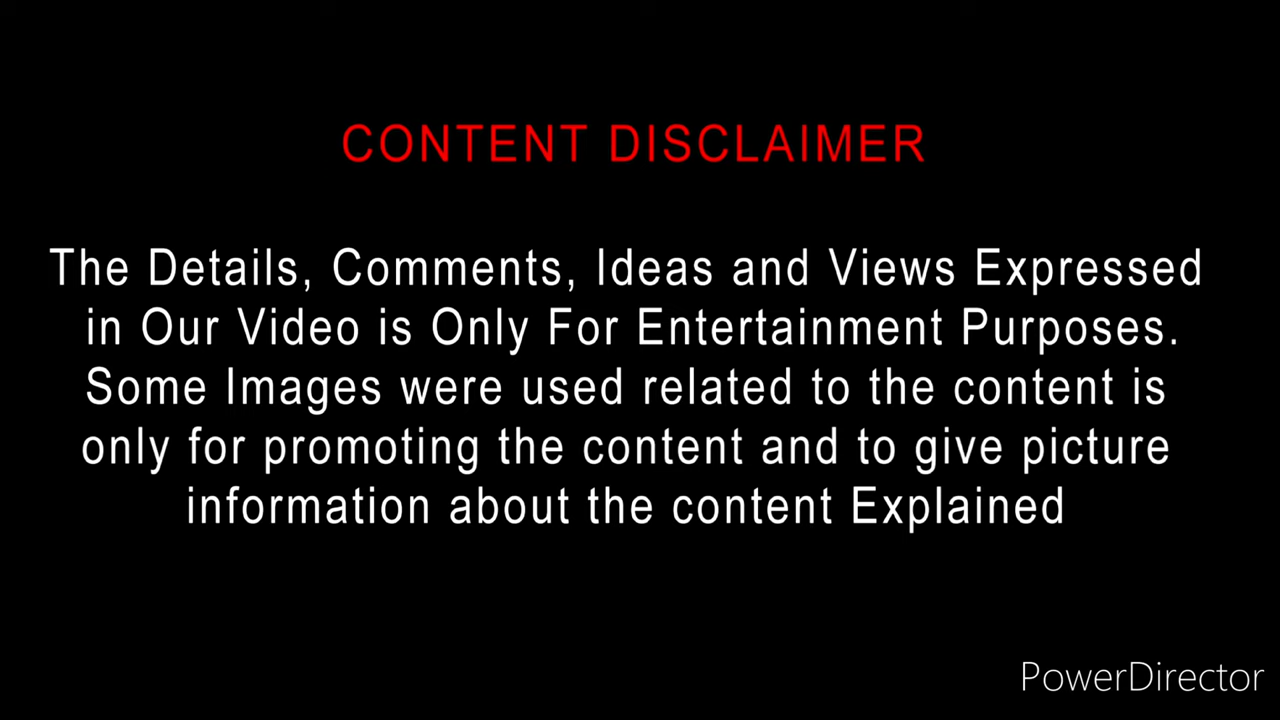 CONTENT DISCLAIMER
The Details, Comments, Ideas and Views Expressed
in Our Video is Only For Entertainment Purposes.
Some Images were used related to the content is
only for promoting the content and to give picture
information about the content Explained
PowerDirector